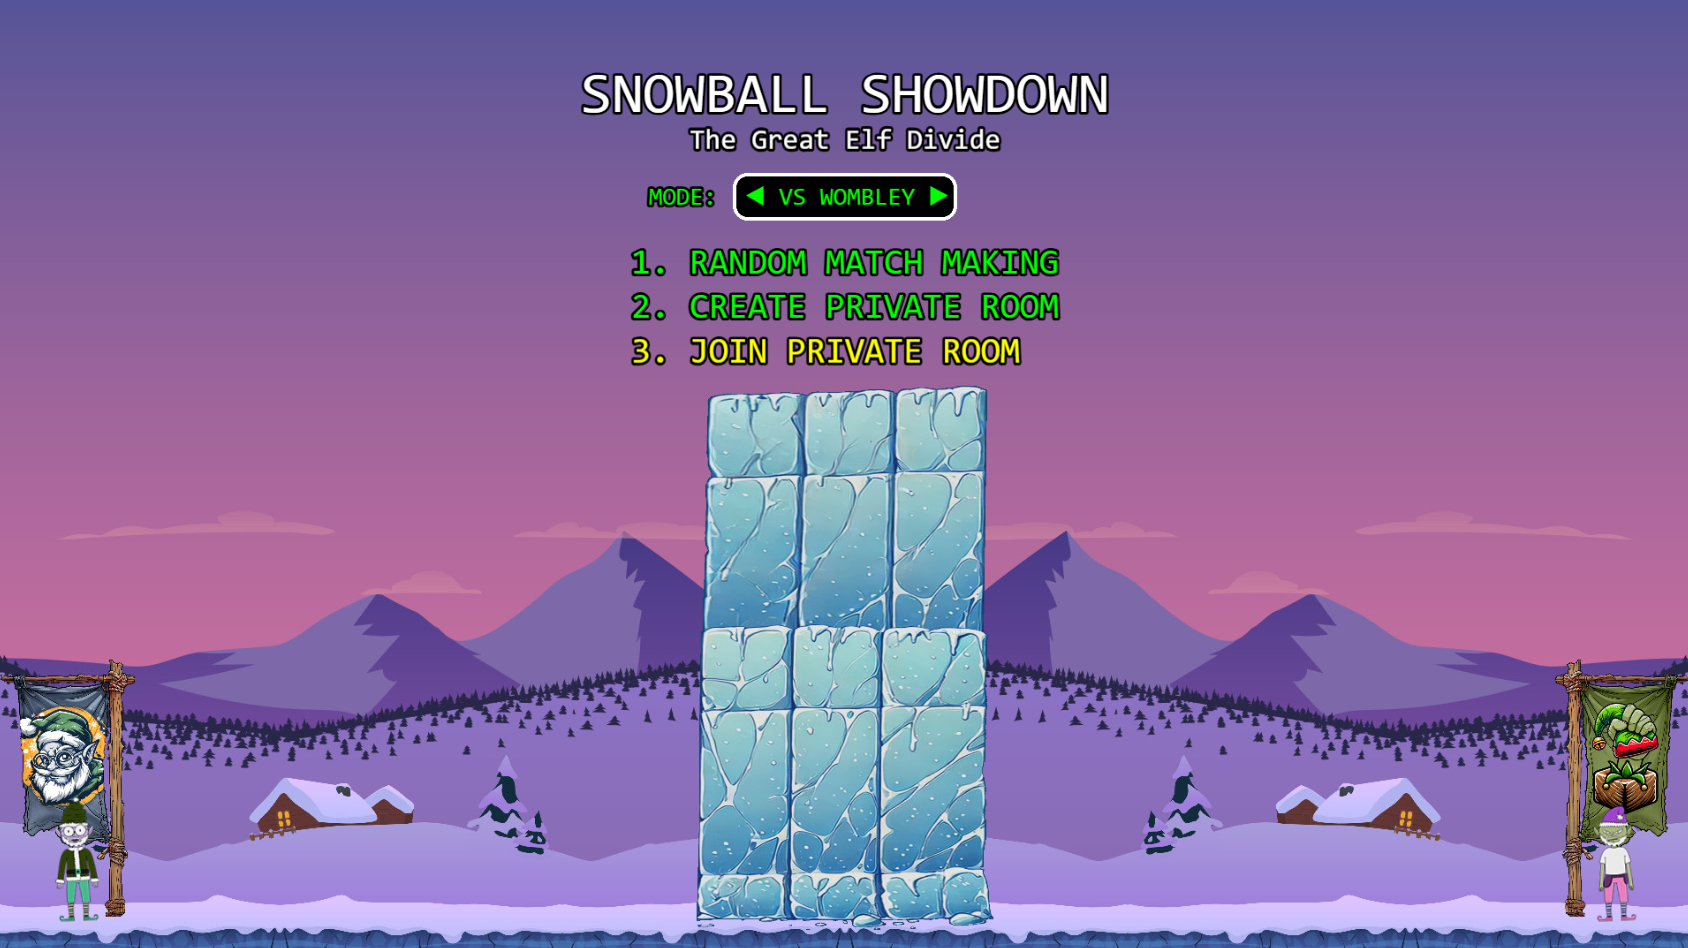 SNOWBALL SHOWDOWN
The Great Elf Divide
MODE: ◀ VS WOMBLEY ▶
1. RANDOM MATCH MAKING
2. CREATE PRIVATE ROOM
3. JOIN PRIVATE ROOM